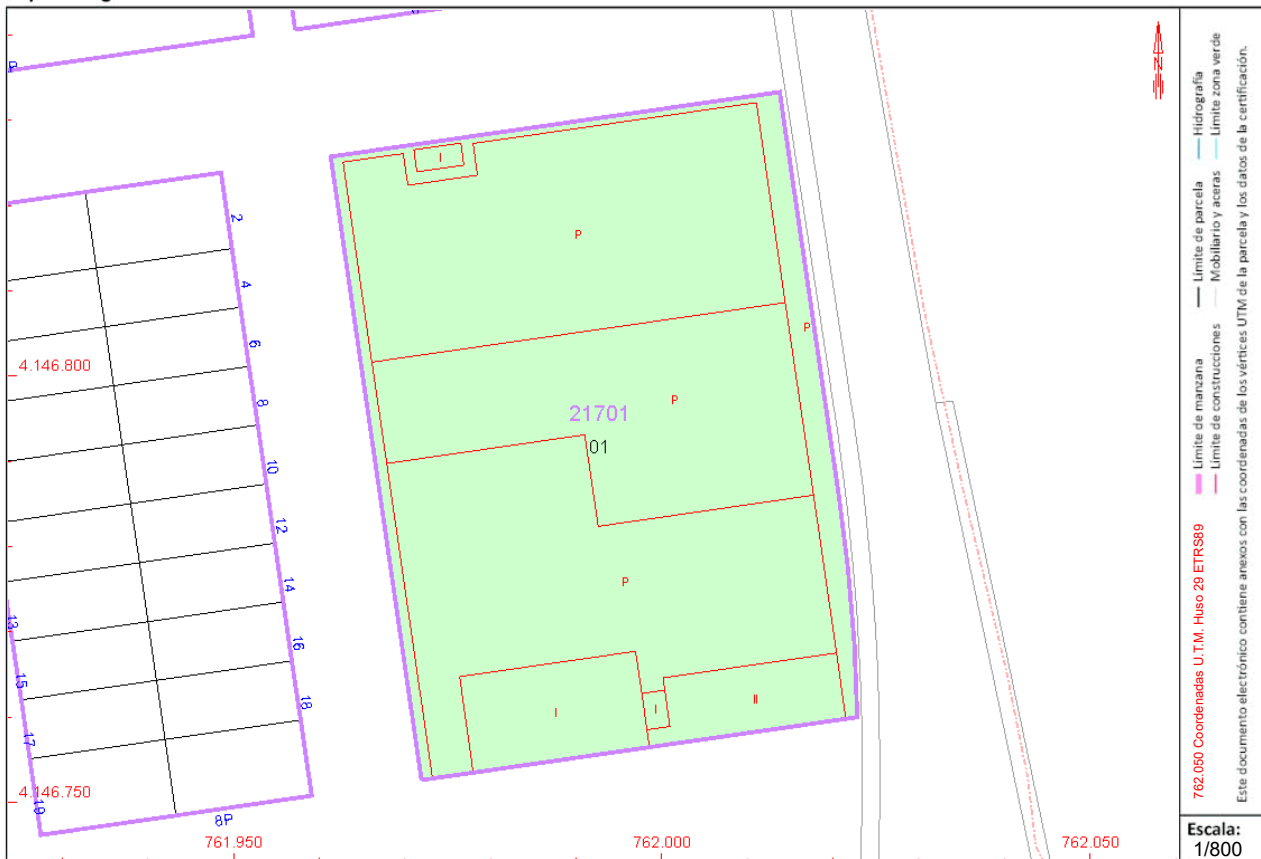 P
2
4
6
8
10
12
14
16
18
13
15
17
19
8P
4.146.800
4.146.750
761.950
762.000
762.050
I
P
P
P
21701
01
P
I
I
II
N
762.050 Coordenadas U.T.M. Huso 29 ETRS89
Límite de manzana
Límite de construcciones
Límite de parcela
Mobiliario y aceras
Hidrografía
Límite zona verde
Este documento electrónico contiene anexos con las coordenadas de los vértices UTM de la parcela y los datos de la certificación.
Escala:
1/800